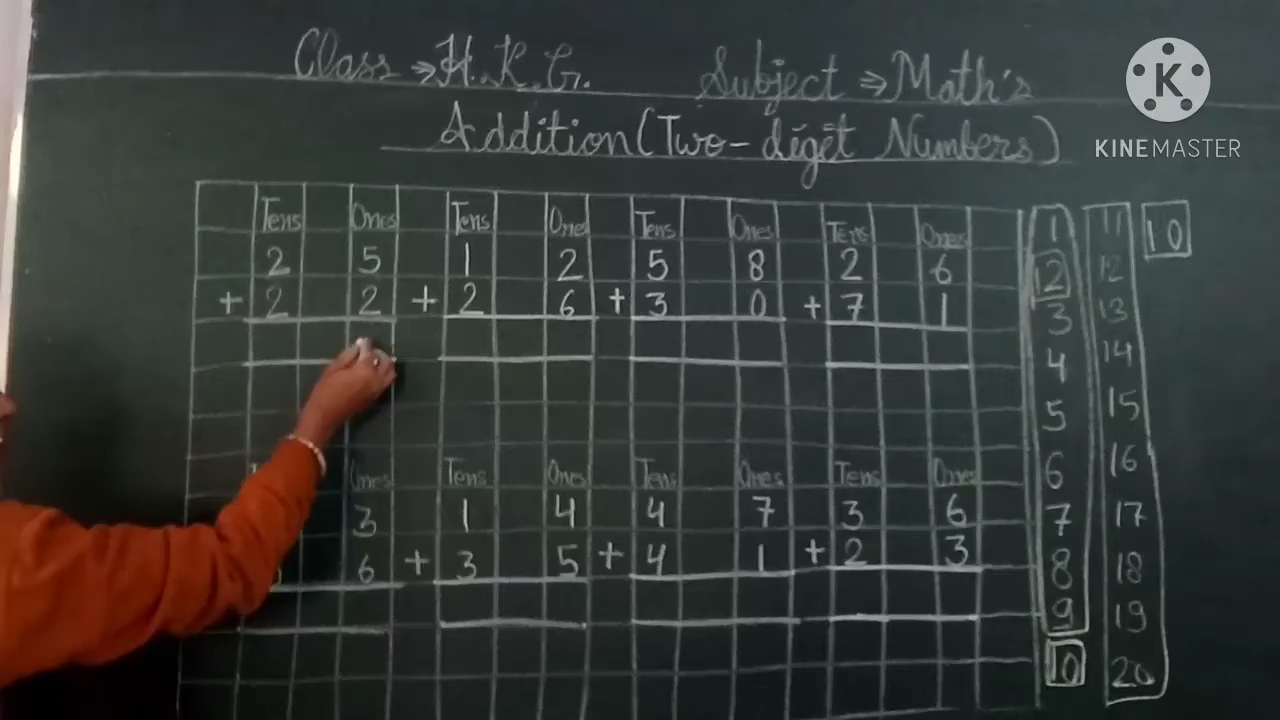 Class ⇒ H.K.G. Subject ⇒ Math's
Addition (Two-digit Numbers)
KINEMASTER
K
Tens Ones Tens One Tens Ones Tens Ones
2 5 1 2 5 8 2 6
+ 2 2 + 2 6 + 3 0 + 7 1
Ones Tens Ones Tens Ones Tens Ones
3 1 4 4 7 3 6
6 + 3 5 + 4 1 + 2 3
1 11 10
2 12
3 13
4 14
5 15
6 16
7 17
8 18
9 19
10 20